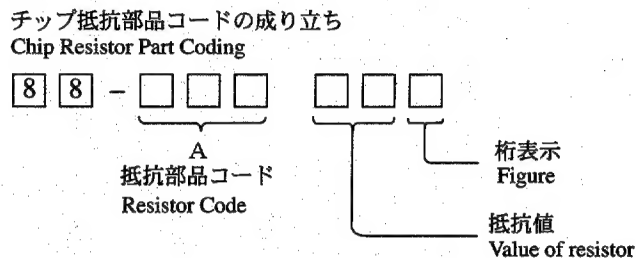 チップ抵抗部品コードの成り立ち
Chip Resistor Part Coding
8 8 -
A
抵抗部品コード
Resistor Code
桁表示
Figure
抵抗値
Value of resistor